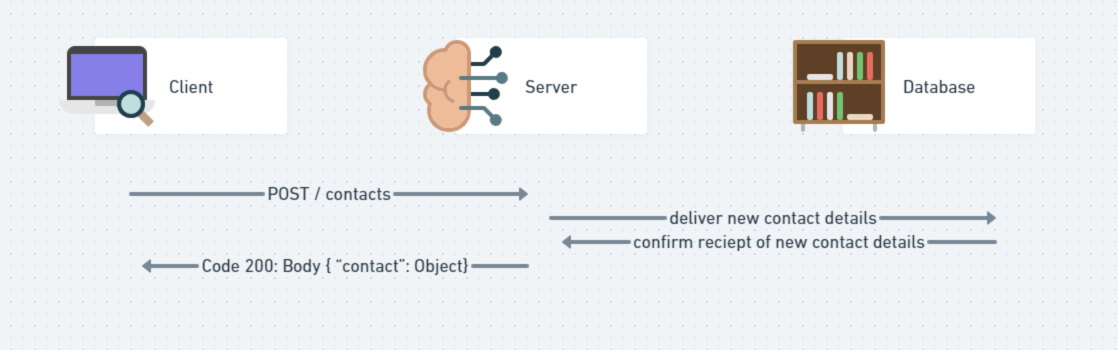 Client
Server
Database
POST / contacts
deliver new contact details
confirm reciept of new contact details
Code 200: Body { “contact”: Object}